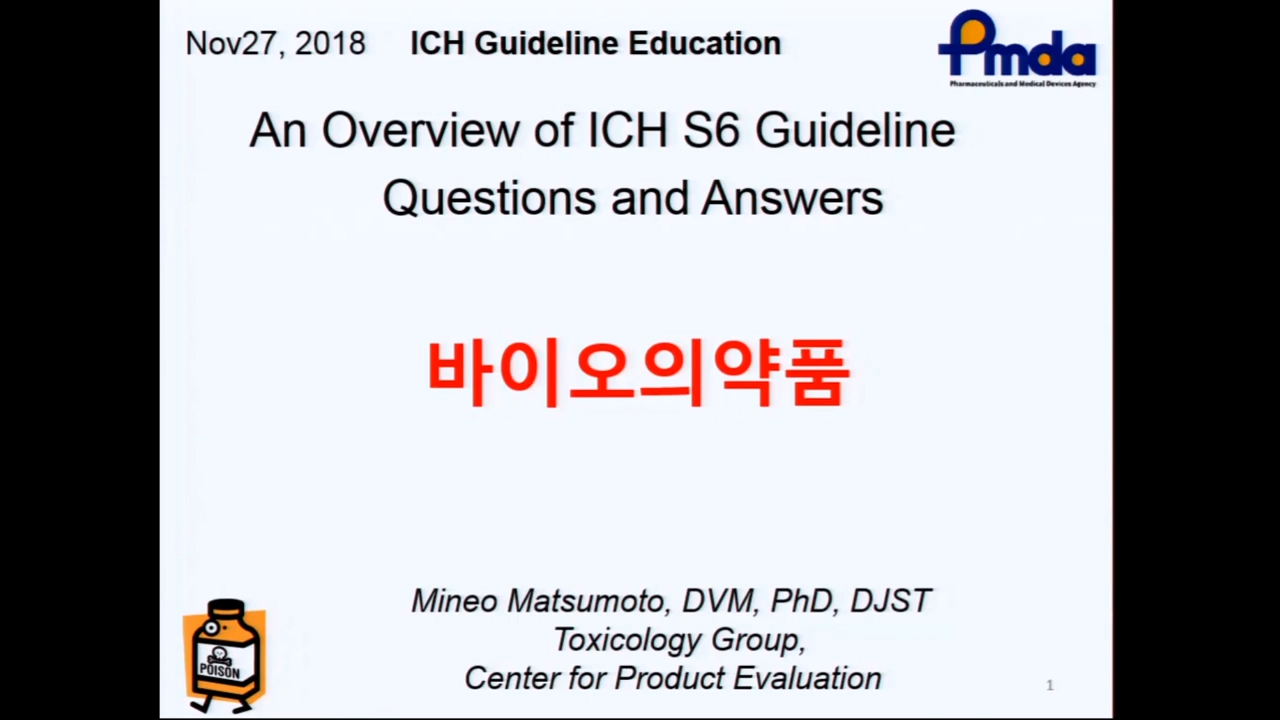 Nov27, 2018 ICH Guideline Education
Pmda
Pharmaceuticals and Medical Devices Agency
An Overview of ICH S6 Guideline
Questions and Answers
바이오의약품
Mineo Matsumoto, DVM, PhD, DJST
Toxicology Group,
Center for Product Evaluation
POISON
1